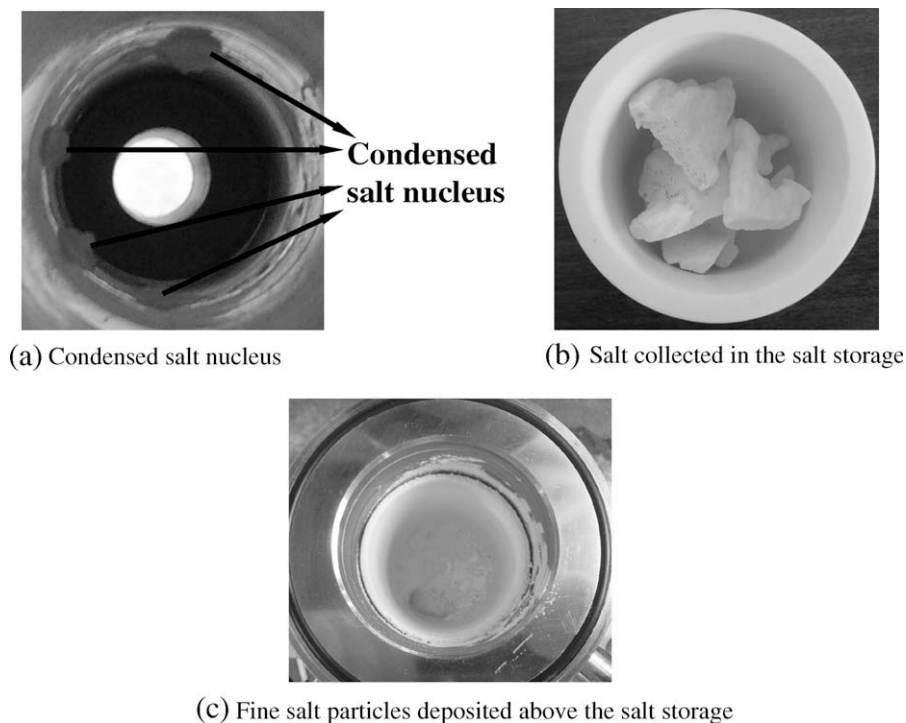 Condensed
salt nucleus
(a) Condensed salt nucleus
(b) Salt collected in the salt storage
(c) Fine salt particles deposited above the salt storage